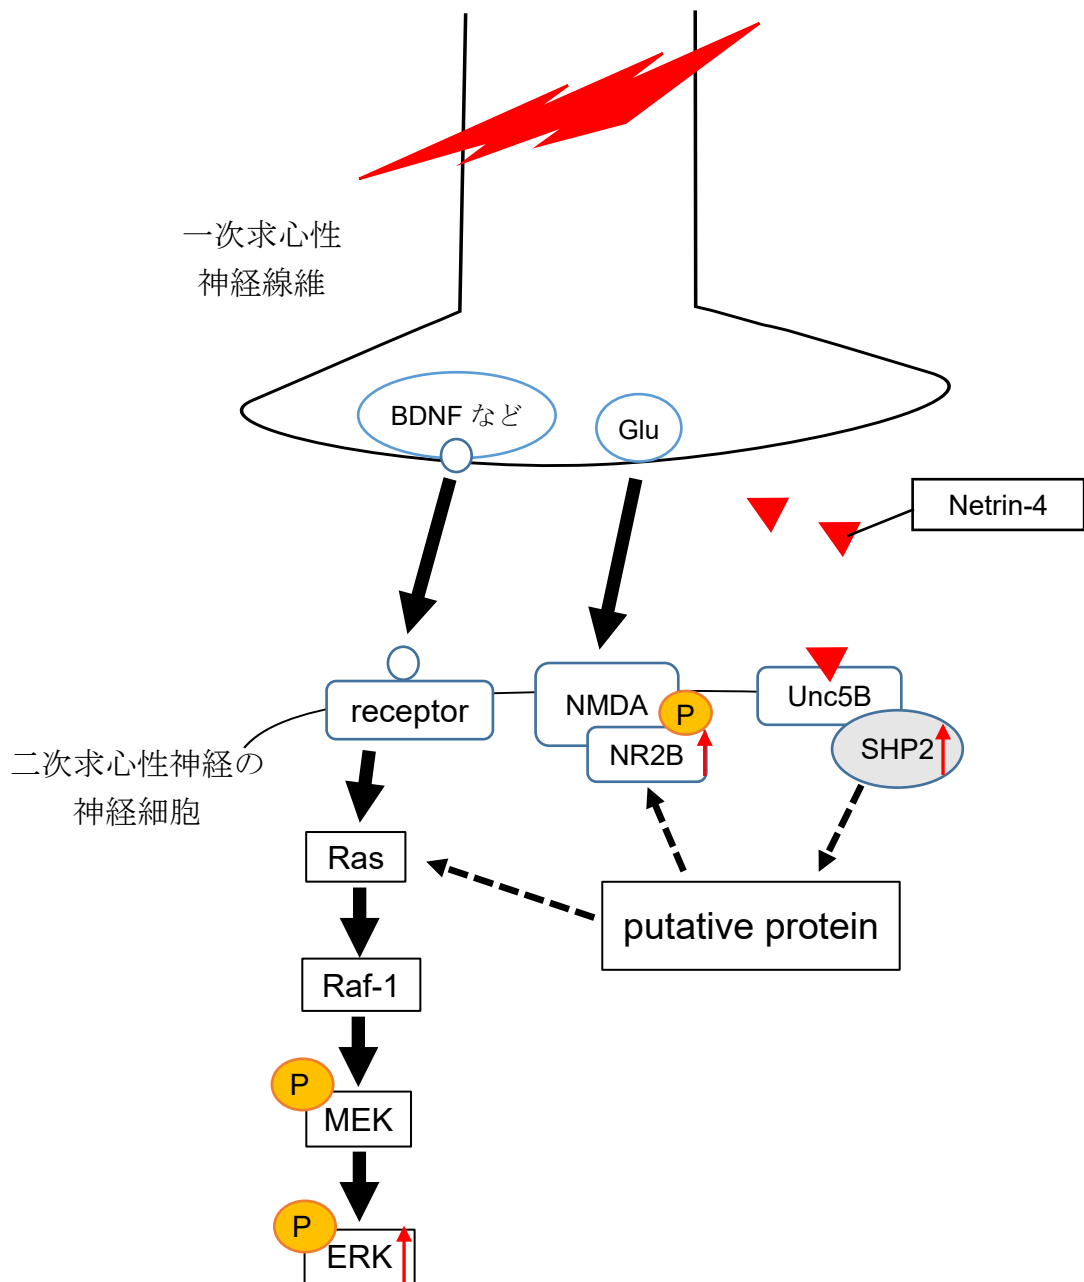 一次求心性
神経線維
BDNF など
Glu
Netrin-4
receptor
NMDA
P
NR2B
Unc5B
SHP2
二次求心性神経の
神経細胞
Ras
putative protein
Raf-1
P
MEK
P
ERK